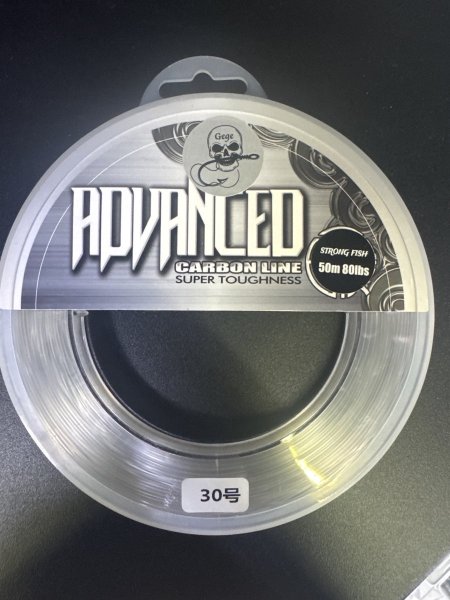 Gege
ADVANCED
CARBON LINE
SUPER TOUGHNESS
STRONG FISH
50m 80lbs
30号